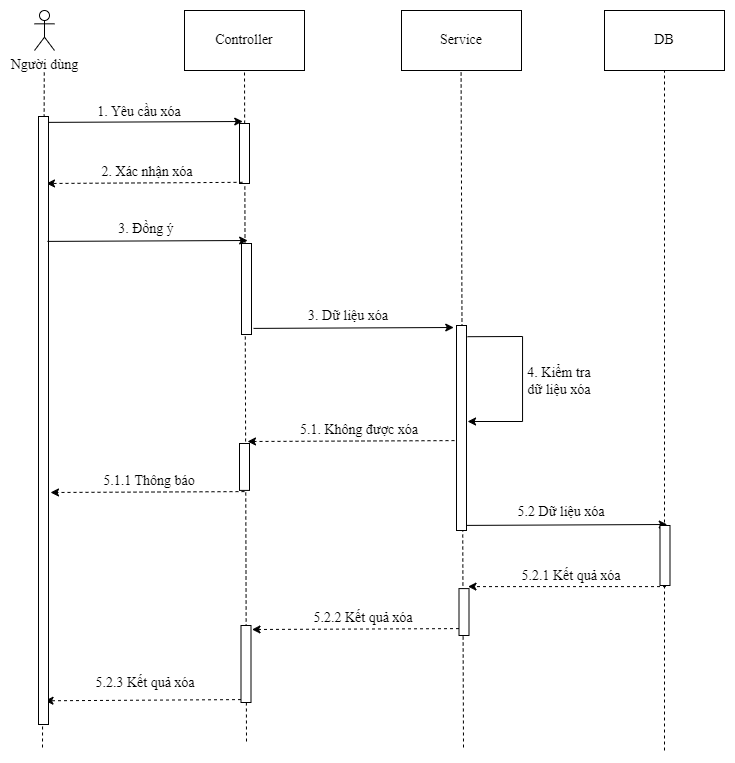 Controller
Service
DB
Người dùng
1. Yêu cầu xóa
2. Xác nhận xóa
3. Đồng ý
3. Dữ liệu xóa
4. Kiểm tra
dữ liệu xóa
5.1. Không được xóa
5.1.1 Thông báo
5.2 Dữ liệu xóa
5.2.1 Kết quả xóa
5.2.2 Kết quả xóa
5.2.3 Kết quả xóa